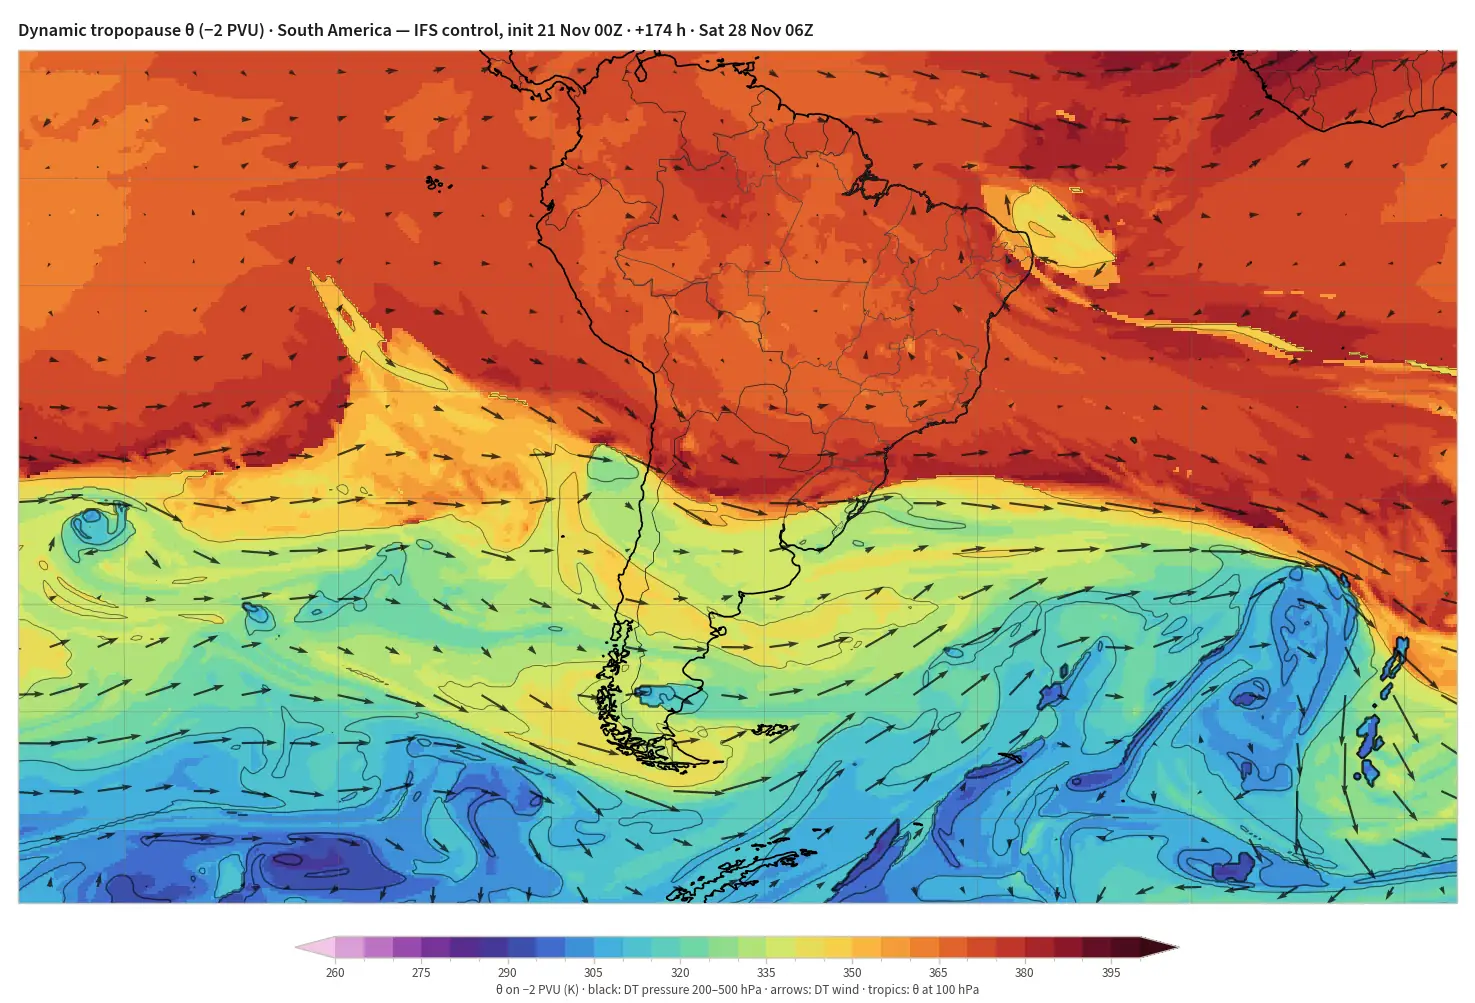 Dynamic tropopause θ (−2 PVU) · South America — IFS control, init 21 Nov 00Z · +174 h · Sat 28 Nov 06Z
260 275 290 305 320 335 350 365 380 395
θ on −2 PVU (K) · black: DT pressure 200–500 hPa · arrows: DT wind · tropics: θ at 100 hPa